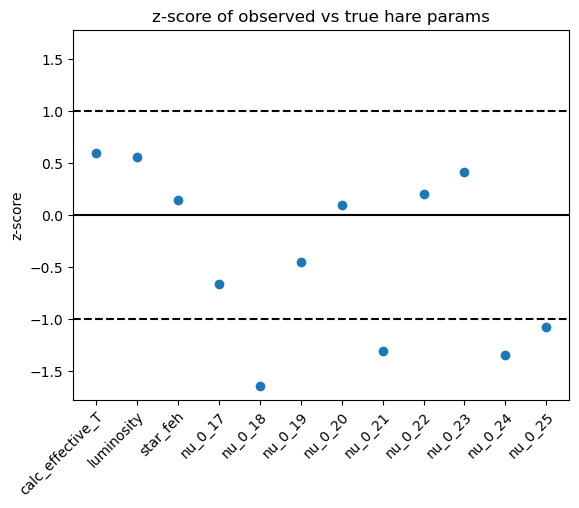 z-score of observed vs true hare params
z-score
1.5
1.0
0.5
0.0
−0.5
−1.0
−1.5
calc_effective_T
luminosity
star_feh
nu_0_17
nu_0_18
nu_0_19
nu_0_20
nu_0_21
nu_0_22
nu_0_23
nu_0_24
nu_0_25